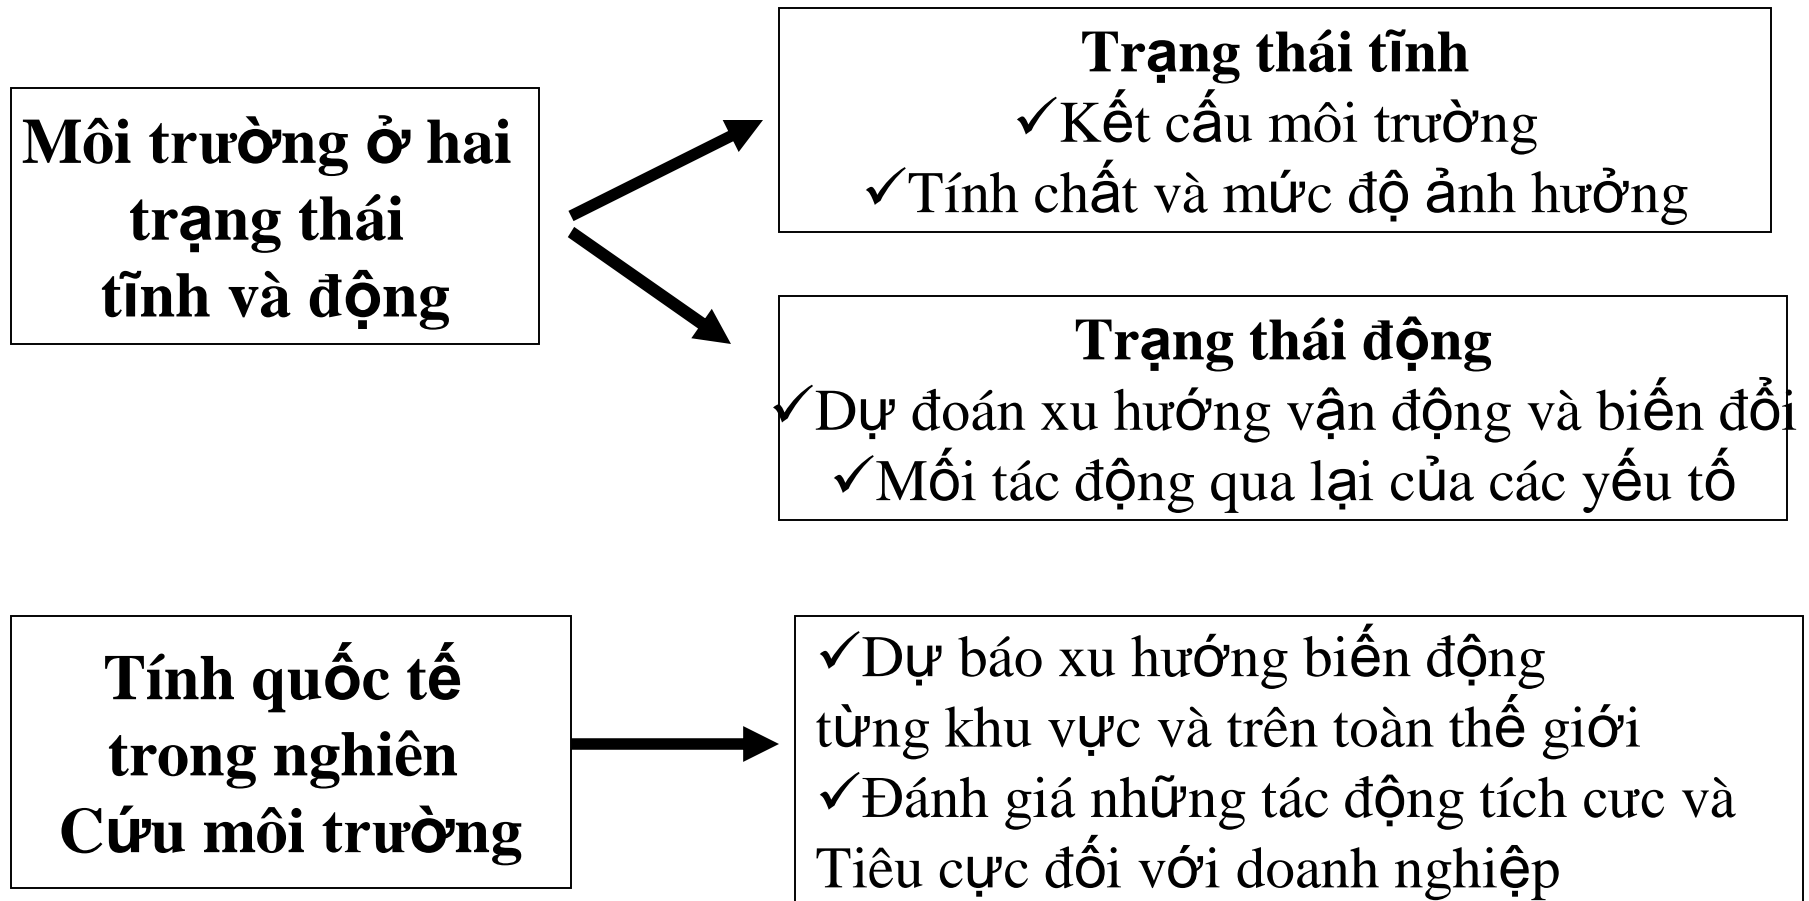 Môi trường ở hai
trạng thái
tĩnh và động
Trạng thái tĩnh
✓Kết cấu môi trường
✓Tính chất và mức độ ảnh hưởng
Trạng thái động
✓Dự đoán xu hướng vận động và biến đổi
✓Mối tác động qua lại của các yếu tố
Tính quốc tế
trong nghiên
Cứu môi trường
✓Dự báo xu hướng biến động
từng khu vực và trên toàn thế giới
✓Đánh giá những tác động tích cưc và
Tiêu cực đối với doanh nghiệp